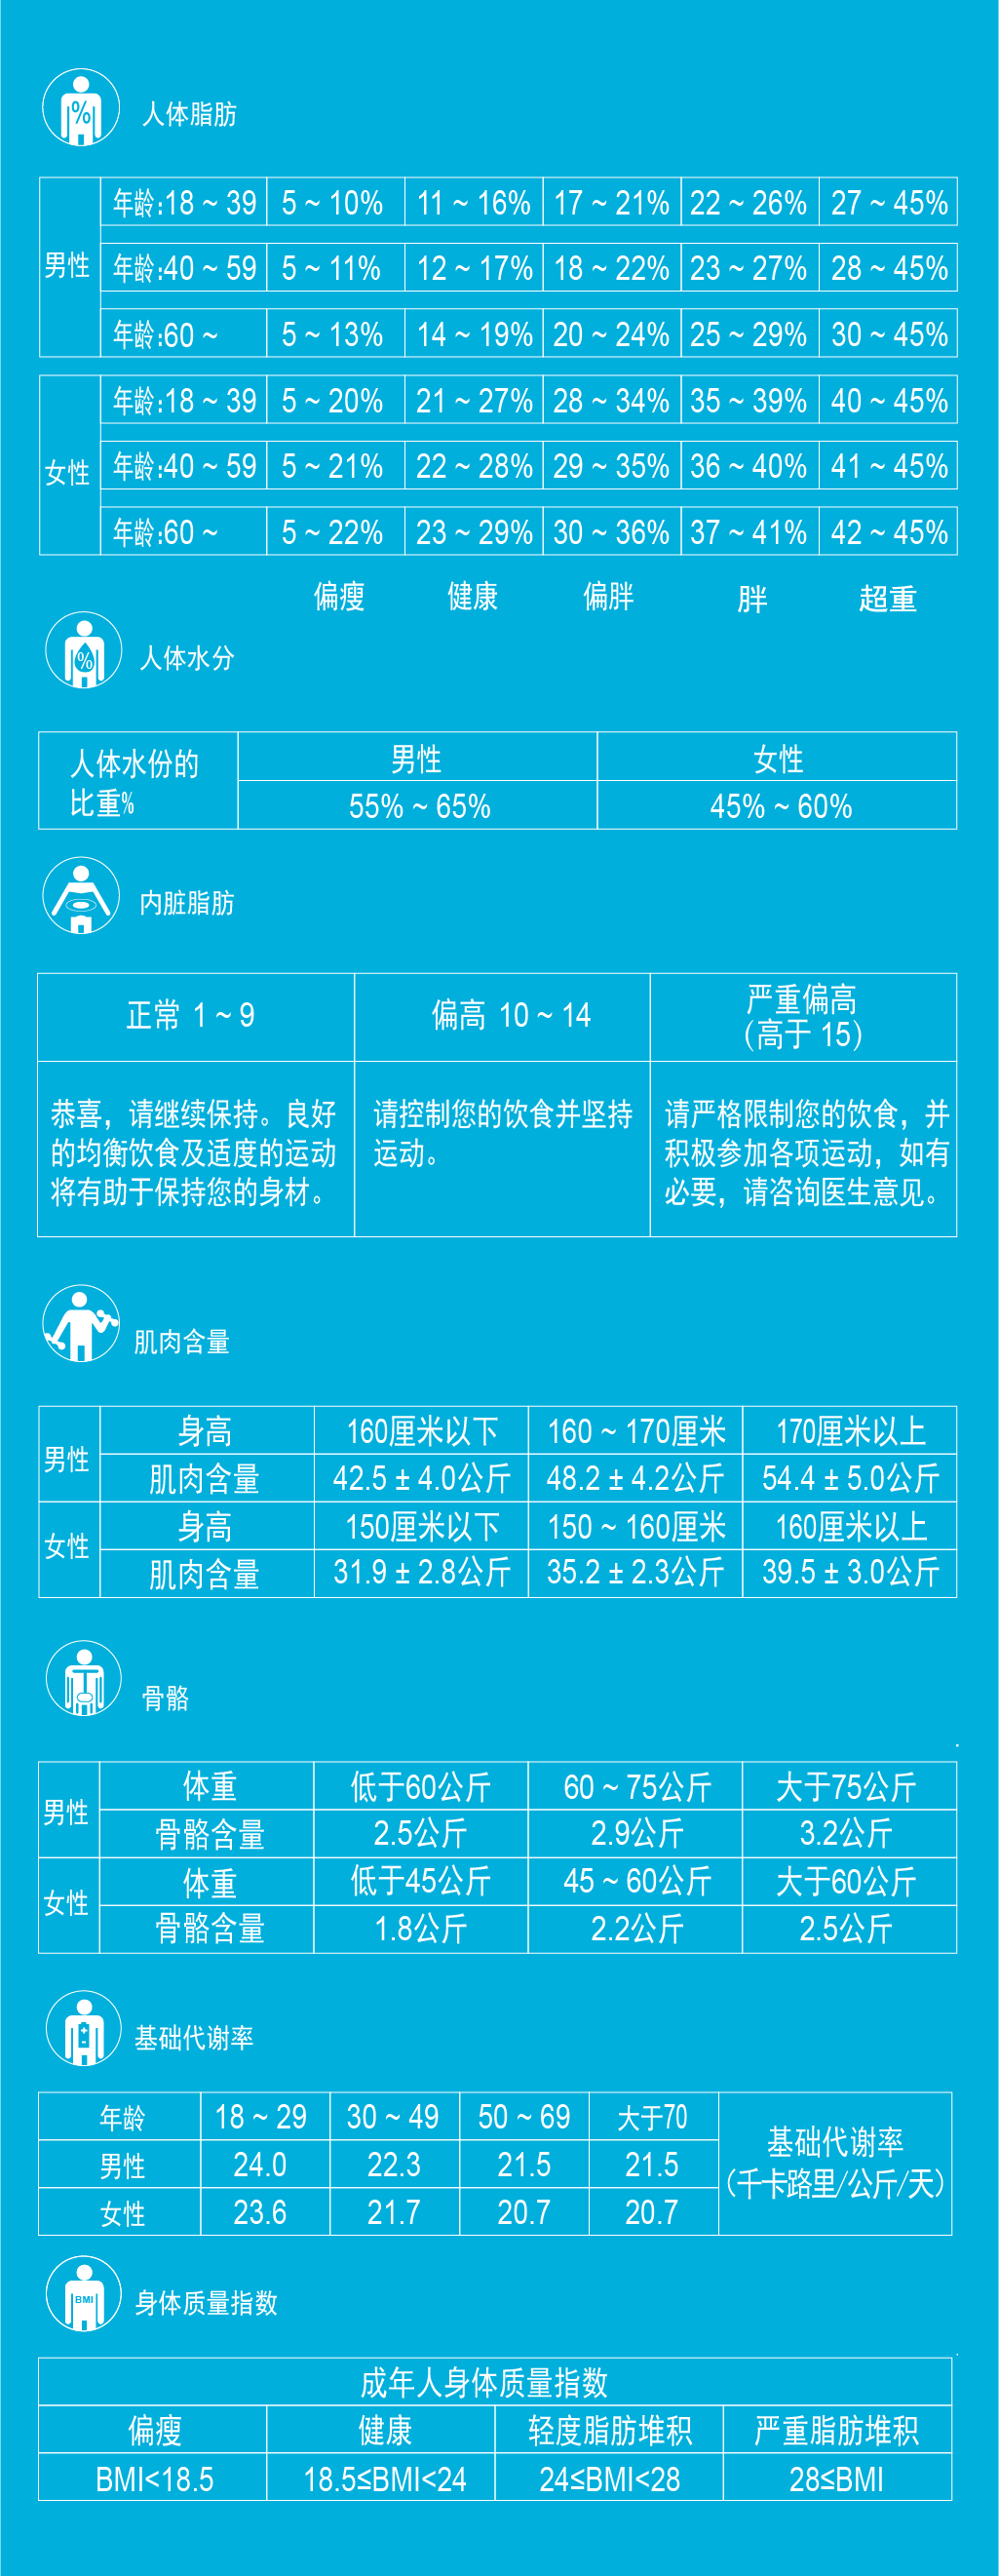 %
人体脂肪
男性
年龄:18 ~ 39 5 ~ 10% 11 ~ 16% 17 ~ 21% 22 ~ 26% 27 ~ 45%
年龄:40 ~ 59 5 ~ 11% 12 ~ 17% 18 ~ 22% 23 ~ 27% 28 ~ 45%
年龄:60 ~ 5 ~ 13% 14 ~ 19% 20 ~ 24% 25 ~ 29% 30 ~ 45%
女性
年龄:18 ~ 39 5 ~ 20% 21 ~ 27% 28 ~ 34% 35 ~ 39% 40 ~ 45%
年龄:40 ~ 59 5 ~ 21% 22 ~ 28% 29 ~ 35% 36 ~ 40% 41 ~ 45%
年龄:60 ~ 5 ~ 22% 23 ~ 29% 30 ~ 36% 37 ~ 41% 42 ~ 45%
偏瘦 健康 偏胖 胖 超重
%
人体水分
人体水份的
比重%
男性 女性
55% ~ 65% 45% ~ 60%
内脏脂肪
正常 1 ~ 9
偏高 10 ~ 14
严重偏高
（高于 15）
恭喜，请继续保持。良好
的均衡饮食及适度的运动
将有助于保持您的身材。
请控制您的饮食并坚持
运动。
请严格限制您的饮食，并
积极参加各项运动，如有
必要，请咨询医生意见。
肌肉含量
男性
身高 160厘米以下 160 ~ 170厘米 170厘米以上
肌肉含量 42.5 ± 4.0公斤 48.2 ± 4.2公斤 54.4 ± 5.0公斤
女性
身高 150厘米以下 150 ~ 160厘米 160厘米以上
肌肉含量 31.9 ± 2.8公斤 35.2 ± 2.3公斤 39.5 ± 3.0公斤
骨骼
男性
体重 低于60公斤 60 ~ 75公斤 大于75公斤
骨骼含量 2.5公斤 2.9公斤 3.2公斤
女性
体重 低于45公斤 45 ~ 60公斤 大于60公斤
骨骼含量 1.8公斤 2.2公斤 2.5公斤
基础代谢率
年龄 18 ~ 29 30 ~ 49 50 ~ 69 大于70
男性 24.0 22.3 21.5 21.5
女性 23.6 21.7 20.7 20.7
基础代谢率
（千卡路里/公斤/天）
BMI
身体质量指数
成年人身体质量指数
偏瘦 健康 轻度脂肪堆积 严重脂肪堆积
BMI<18.5 18.5≤BMI<24 24≤BMI<28 28≤BMI